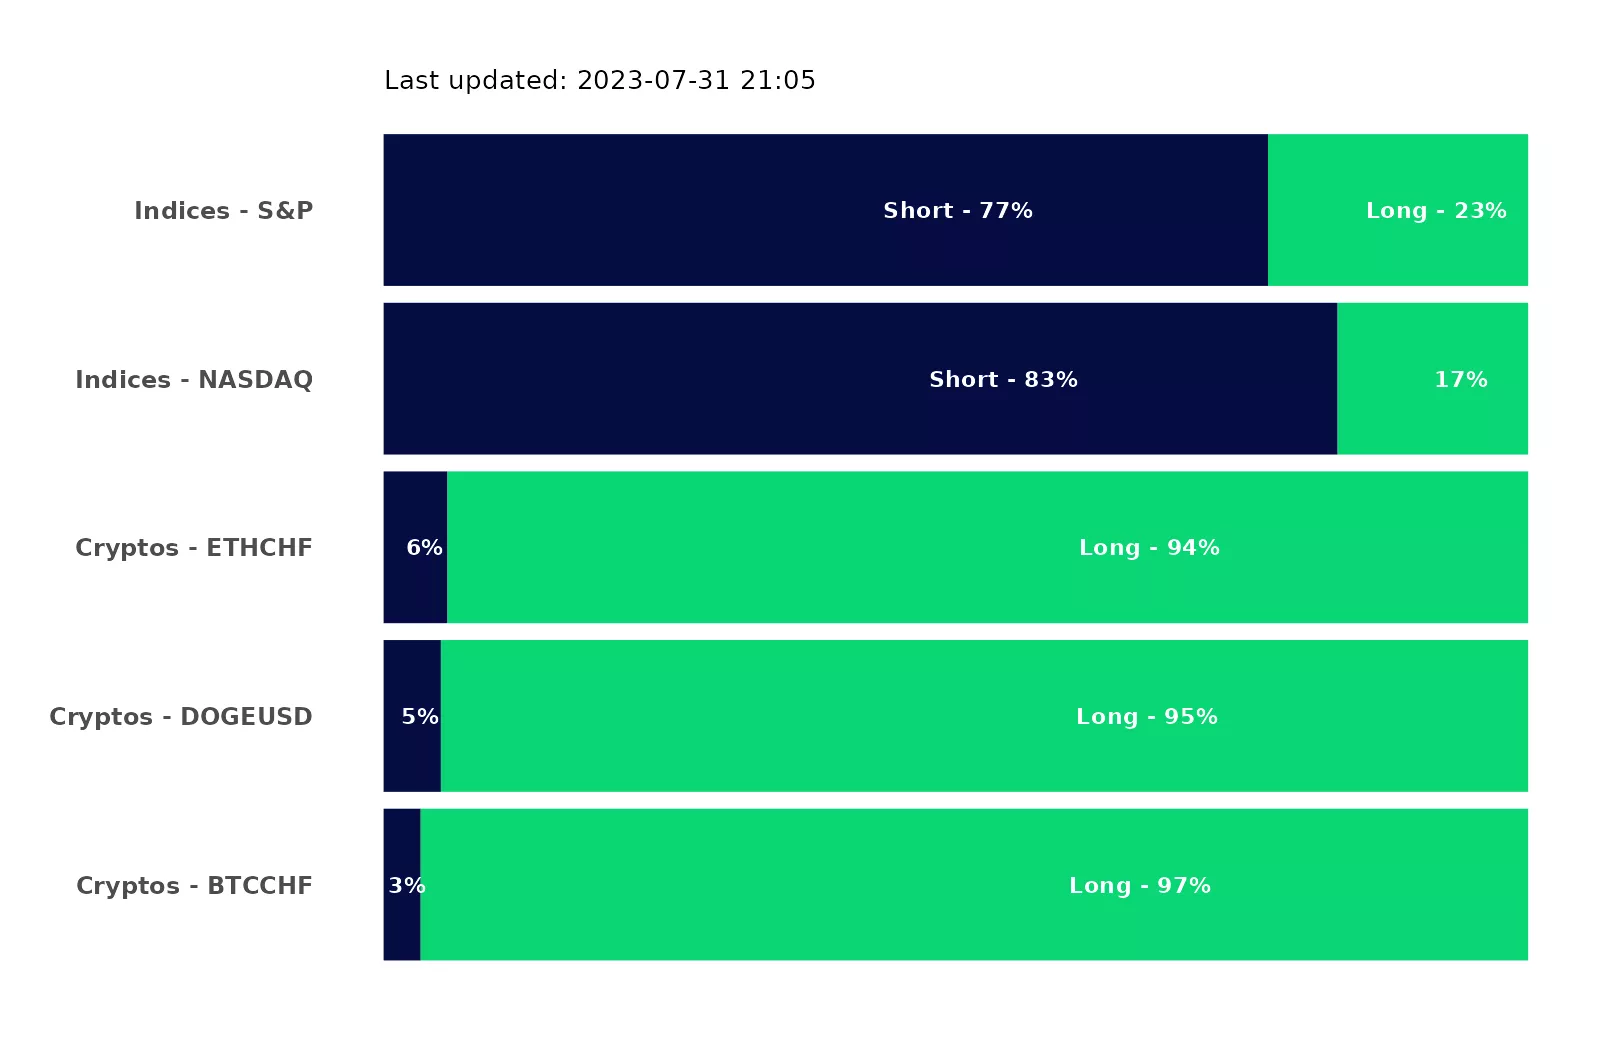 Last updated: 2023-07-31 21:05
Indices - S&P
Short - 77%
Long - 23%
Indices - NASDAQ
Short - 83%
17%
Cryptos - ETHCHF
6%
Long - 94%
Cryptos - DOGEUSD
5%
Long - 95%
Cryptos - BTCCHF
3%
Long - 97%